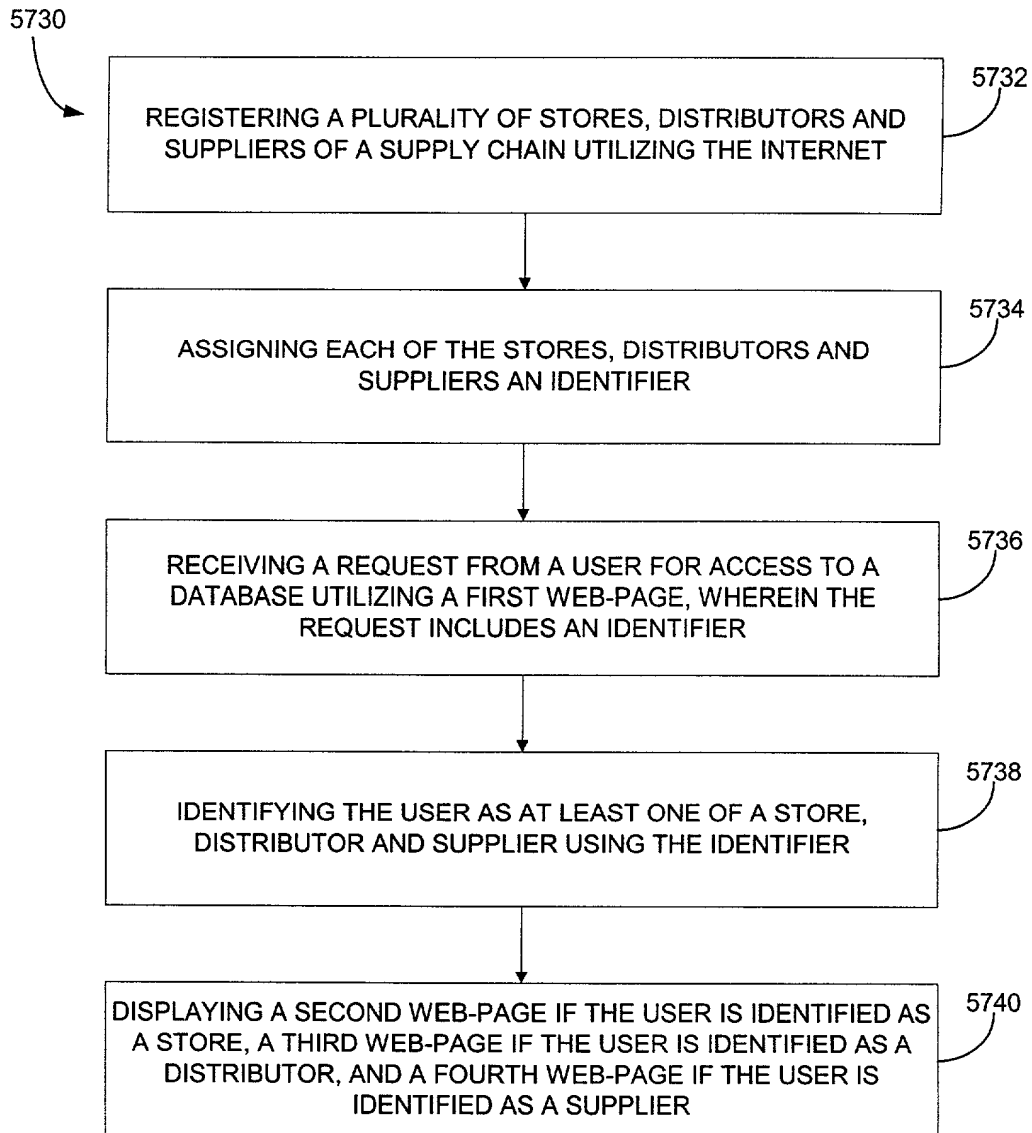 5730
5732
REGISTERING A PLURALITY OF STORES, DISTRIBUTORS AND
SUPPLIERS OF A SUPPLY CHAIN UTILIZING THE INTERNET
5734
ASSIGNING EACH OF THE STORES, DISTRIBUTORS AND
SUPPLIERS AN IDENTIFIER
5736
RECEIVING A REQUEST FROM A USER FOR ACCESS TO A
DATABASE UTILIZING A FIRST WEB-PAGE, WHEREIN THE
REQUEST INCLUDES AN IDENTIFIER
5738
IDENTIFYING THE USER AS AT LEAST ONE OF A STORE,
DISTRIBUTOR AND SUPPLIER USING THE IDENTIFIER
5740
DISPLAYING A SECOND WEB-PAGE IF THE USER IS IDENTIFIED AS
A STORE, A THIRD WEB-PAGE IF THE USER IS IDENTIFIED AS A
DISTRIBUTOR, AND A FOURTH WEB-PAGE IF THE USER IS
IDENTIFIED AS A SUPPLIER